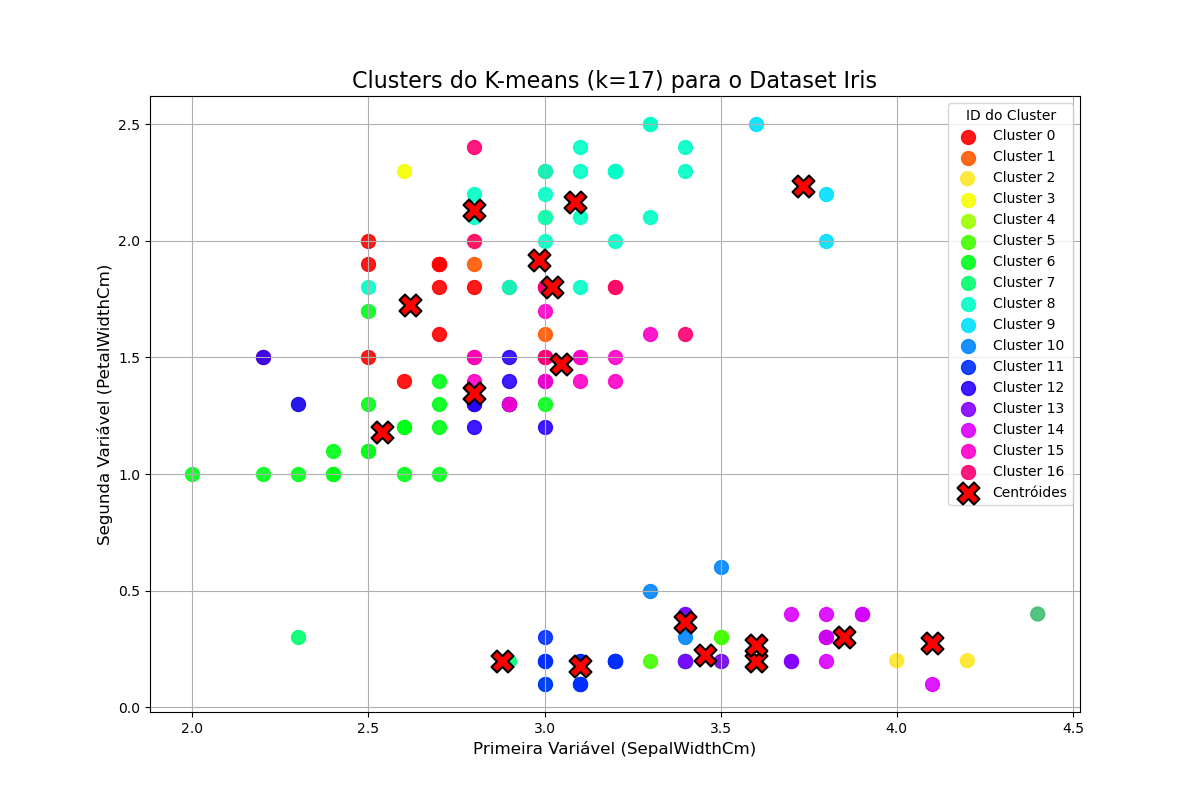 Clusters do K-means (k=17) para o Dataset Iris
Segunda Variável (PetalWidthCm)
2.5
2.0
1.5
1.0
0.5
0.0
2.0
2.5
3.0
3.5
4.0
4.5
Primeira Variável (SepalWidthCm)
ID do Cluster
Cluster 0
Cluster 1
Cluster 2
Cluster 3
Cluster 4
Cluster 5
Cluster 6
Cluster 7
Cluster 8
Cluster 9
Cluster 10
Cluster 11
Cluster 12
Cluster 13
Cluster 14
Cluster 15
Cluster 16
Centróides